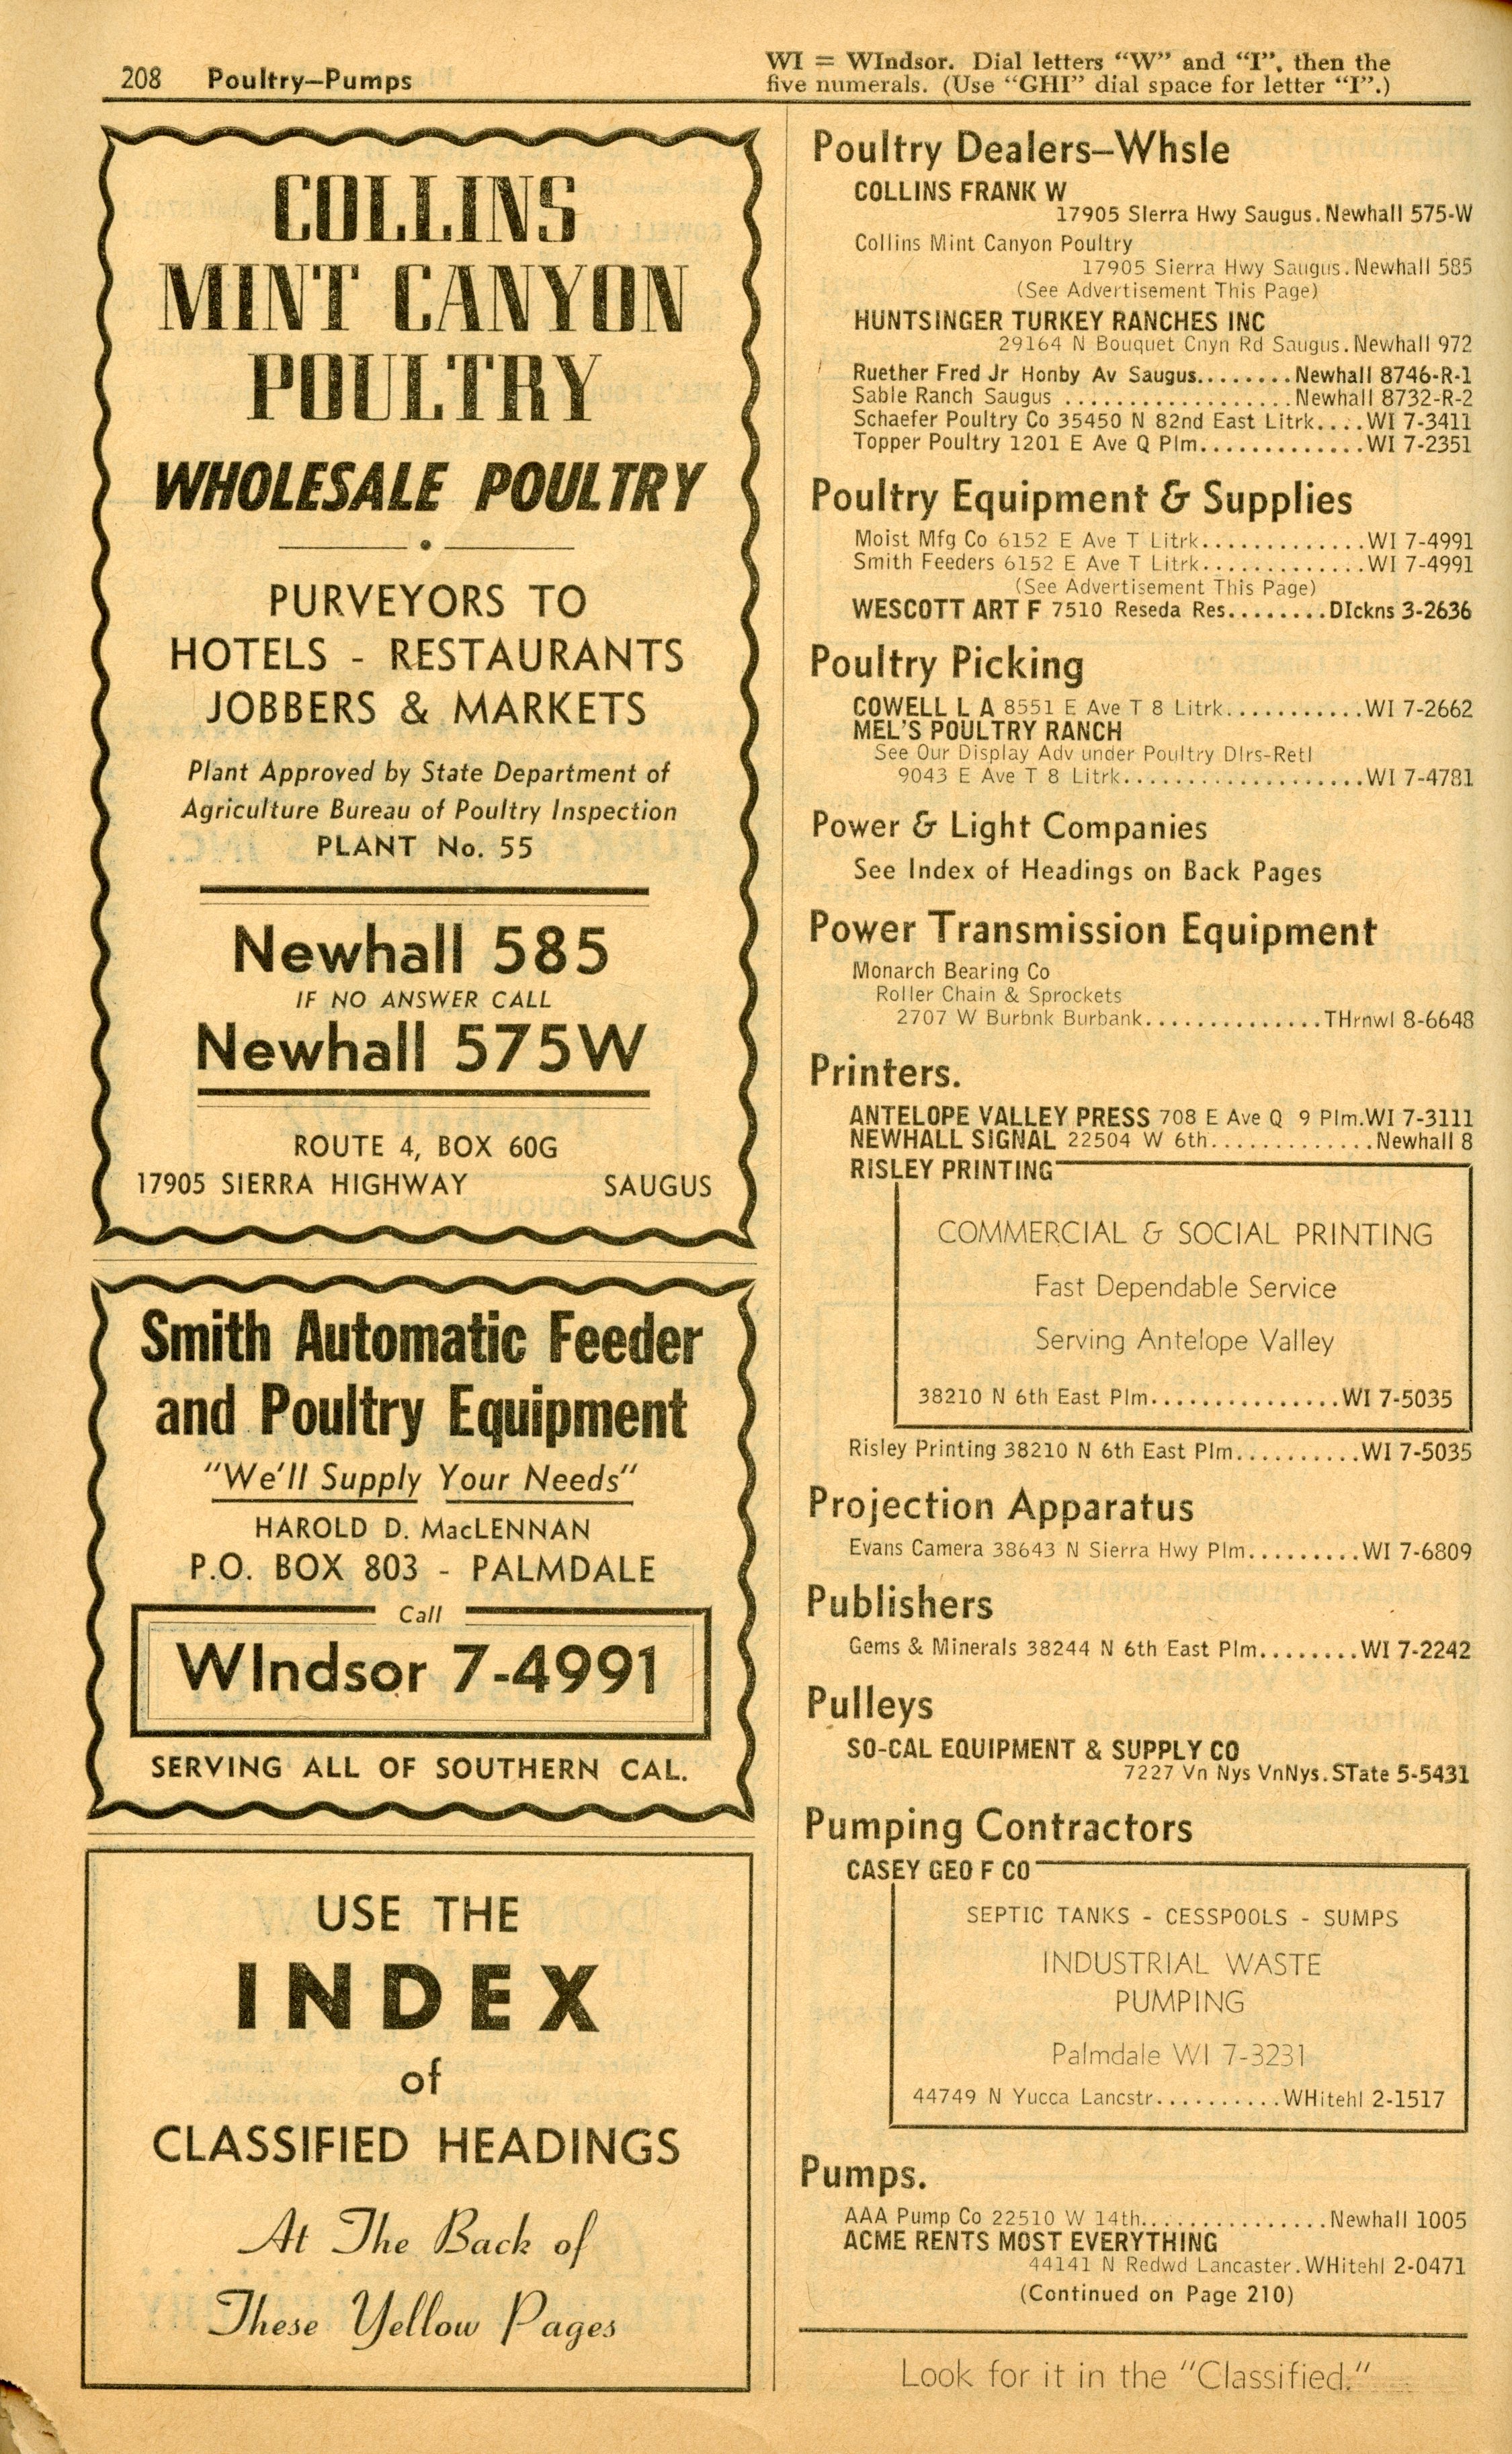 208 Poultry—Pumps
WI = WIndsor. Dial letters “W” and “I”, then the
five numerals. (Use “GHI” dial space for letter “I”.)
COLLINS
MINT CANYON
POULTRY
WHOLESALE POULTRY
PURVEYORS TO
HOTELS - RESTAURANTS
JOBBERS & MARKETS
Plant Approved by State Department of
Agriculture Bureau of Poultry Inspection
PLANT No. 55
Newhall 585
IF NO ANSWER CALL
Newhall 575W
ROUTE 4, BOX 60G
17905 SIERRA HIGHWAY SAUGUS
Smith Automatic Feeder
and Poultry Equipment
"We'll Supply Your Needs"
HAROLD D. MacLENNAN
P.O. BOX 803 - PALMDALE
Call
WIndsor 7-4991
SERVING ALL OF SOUTHERN CAL.
USE THE
INDEX
of
CLASSIFIED HEADINGS
At The Back of
These Yellow Pages
Poultry Dealers—Whsle
COLLINS FRANK W
17905 Sierra Hwy Saugus.Newhall 575-W
Collins Mint Canyon Poultry
17905 Sierra Hwy Saugus.Newhall 585
(See Advertisement This Page)
HUNTSINGER TURKEY RANCHES INC
29164 N Bouquet Cnyn Rd Saugus.Newhall 972
Ruether Fred Jr Honby Av Saugus........Newhall 8746-R-1
Sable Ranch Saugus ..................Newhall 8732-R-2
Schaefer Poultry Co 35450 N 82nd East Litrk....WI 7-3411
Topper Poultry 1201 E Ave Q Plm.............WI 7-2351
Poultry Equipment & Supplies
Moist Mfg Co 6152 E Ave T Litrk.............WI 7-4991
Smith Feeders 6152 E Ave T Litrk.............WI 7-4991
(See Advertisement This Page)
WESCOTT ART F 7510 Reseda Res........DIckns 3-2636
Poultry Picking
COWELL L A 8551 E Ave T 8 Litrk...........WI 7-2662
MEL'S POULTRY RANCH
See Our Display Adv under Poultry Dlrs-Retl
9043 E Ave T 8 Litrk...................WI 7-4781
Power & Light Companies
See Index of Headings on Back Pages
Power Transmission Equipment
Monarch Bearing Co
Roller Chain & Sprockets
2707 W Burbnk Burbank..............THrnwl 8-6648
Printers.
ANTELOPE VALLEY PRESS 708 E Ave Q 9 Plm.WI 7-3111
NEWHALL SIGNAL 22504 W 6th.............Newhall 8
RISLEY PRINTING
COMMERCIAL & SOCIAL PRINTING
Fast Dependable Service
Serving Antelope Valley
38210 N 6th East Plm...............WI 7-5035
Risley Printing 38210 N 6th East Plm..........WI 7-5035
Projection Apparatus
Evans Camera 38643 N Sierra Hwy Plm.........WI 7-6809
Publishers
Gems & Minerals 38244 N 6th East Plm........WI 7-2242
Pulleys
SO-CAL EQUIPMENT & SUPPLY CO
7227 Vn Nys VnNys.STate 5-5431
Pumping Contractors
CASEY GEO F CO
SEPTIC TANKS - CESSPOOLS - SUMPS
INDUSTRIAL WASTE
PUMPING
Palmdale WI 7-3231
44749 N Yucca Lancstr..........WHitehl 2-1517
Pumps.
AAA Pump Co 22510 W 14th...............Newhall 1005
ACME RENTS MOST EVERYTHING
44141 N Redwd Lancaster.WHitehl 2-0471
(Continued on Page 210)
Look for it in the "Classified."